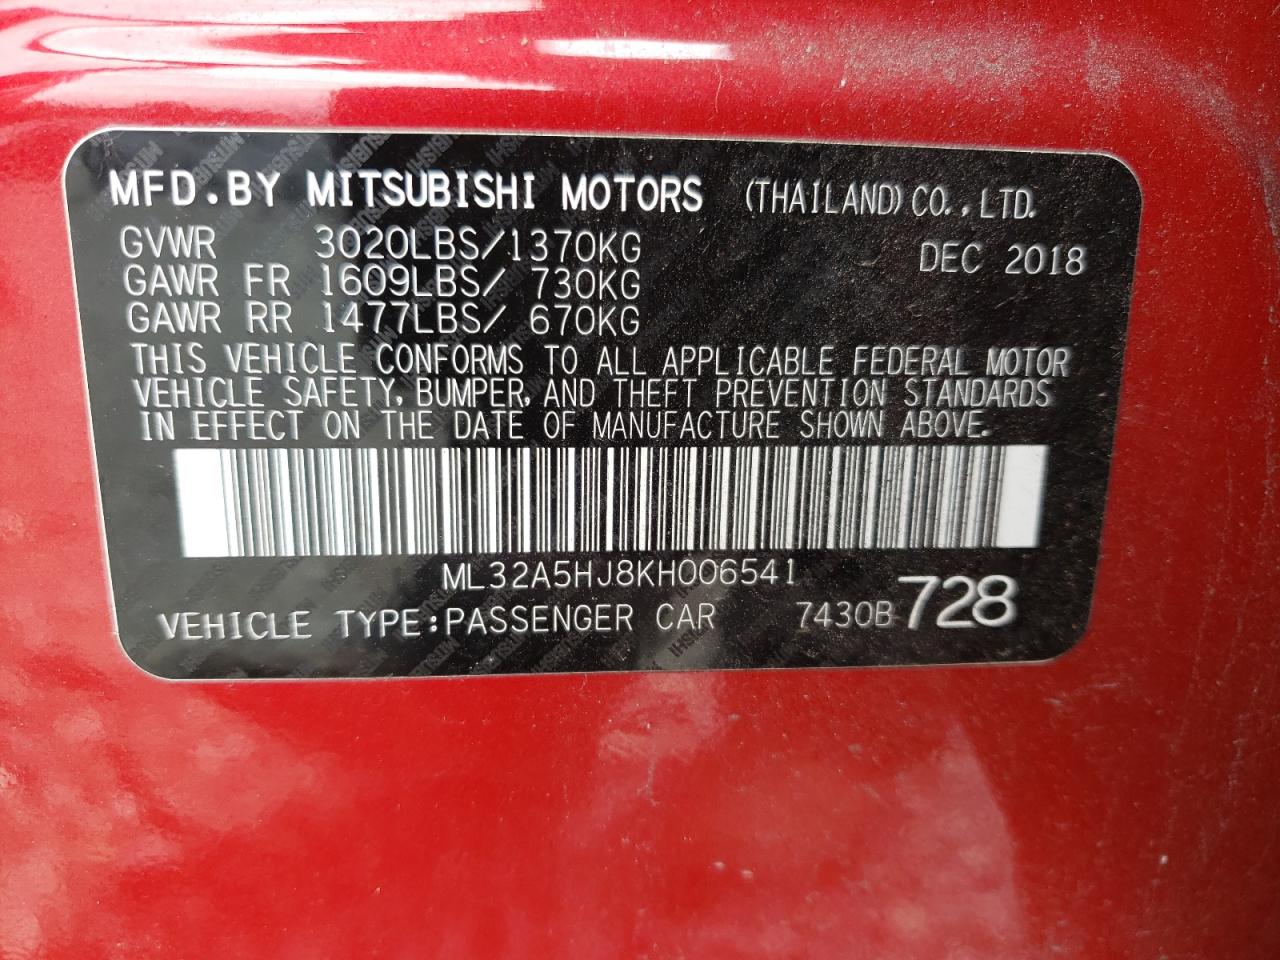 MFD.BY MITSUBISHI MOTORS (THAILAND) CO.,LTD.
GVWR 3020LBS/1370KG DEC 2018
GAWR FR 1609LBS/ 730KG
GAWR RR 1477LBS/ 670KG
THIS VEHICLE CONFORMS TO ALL APPLICABLE FEDERAL MOTOR
VEHICLE SAFETY, BUMPER, AND THEFT PREVENTION STANDARDS
IN EFFECT ON THE DATE OF MANUFACTURE SHOWN ABOVE.
ML32A5HJ8KH006541
VEHICLE TYPE:PASSENGER CAR 7430B 728